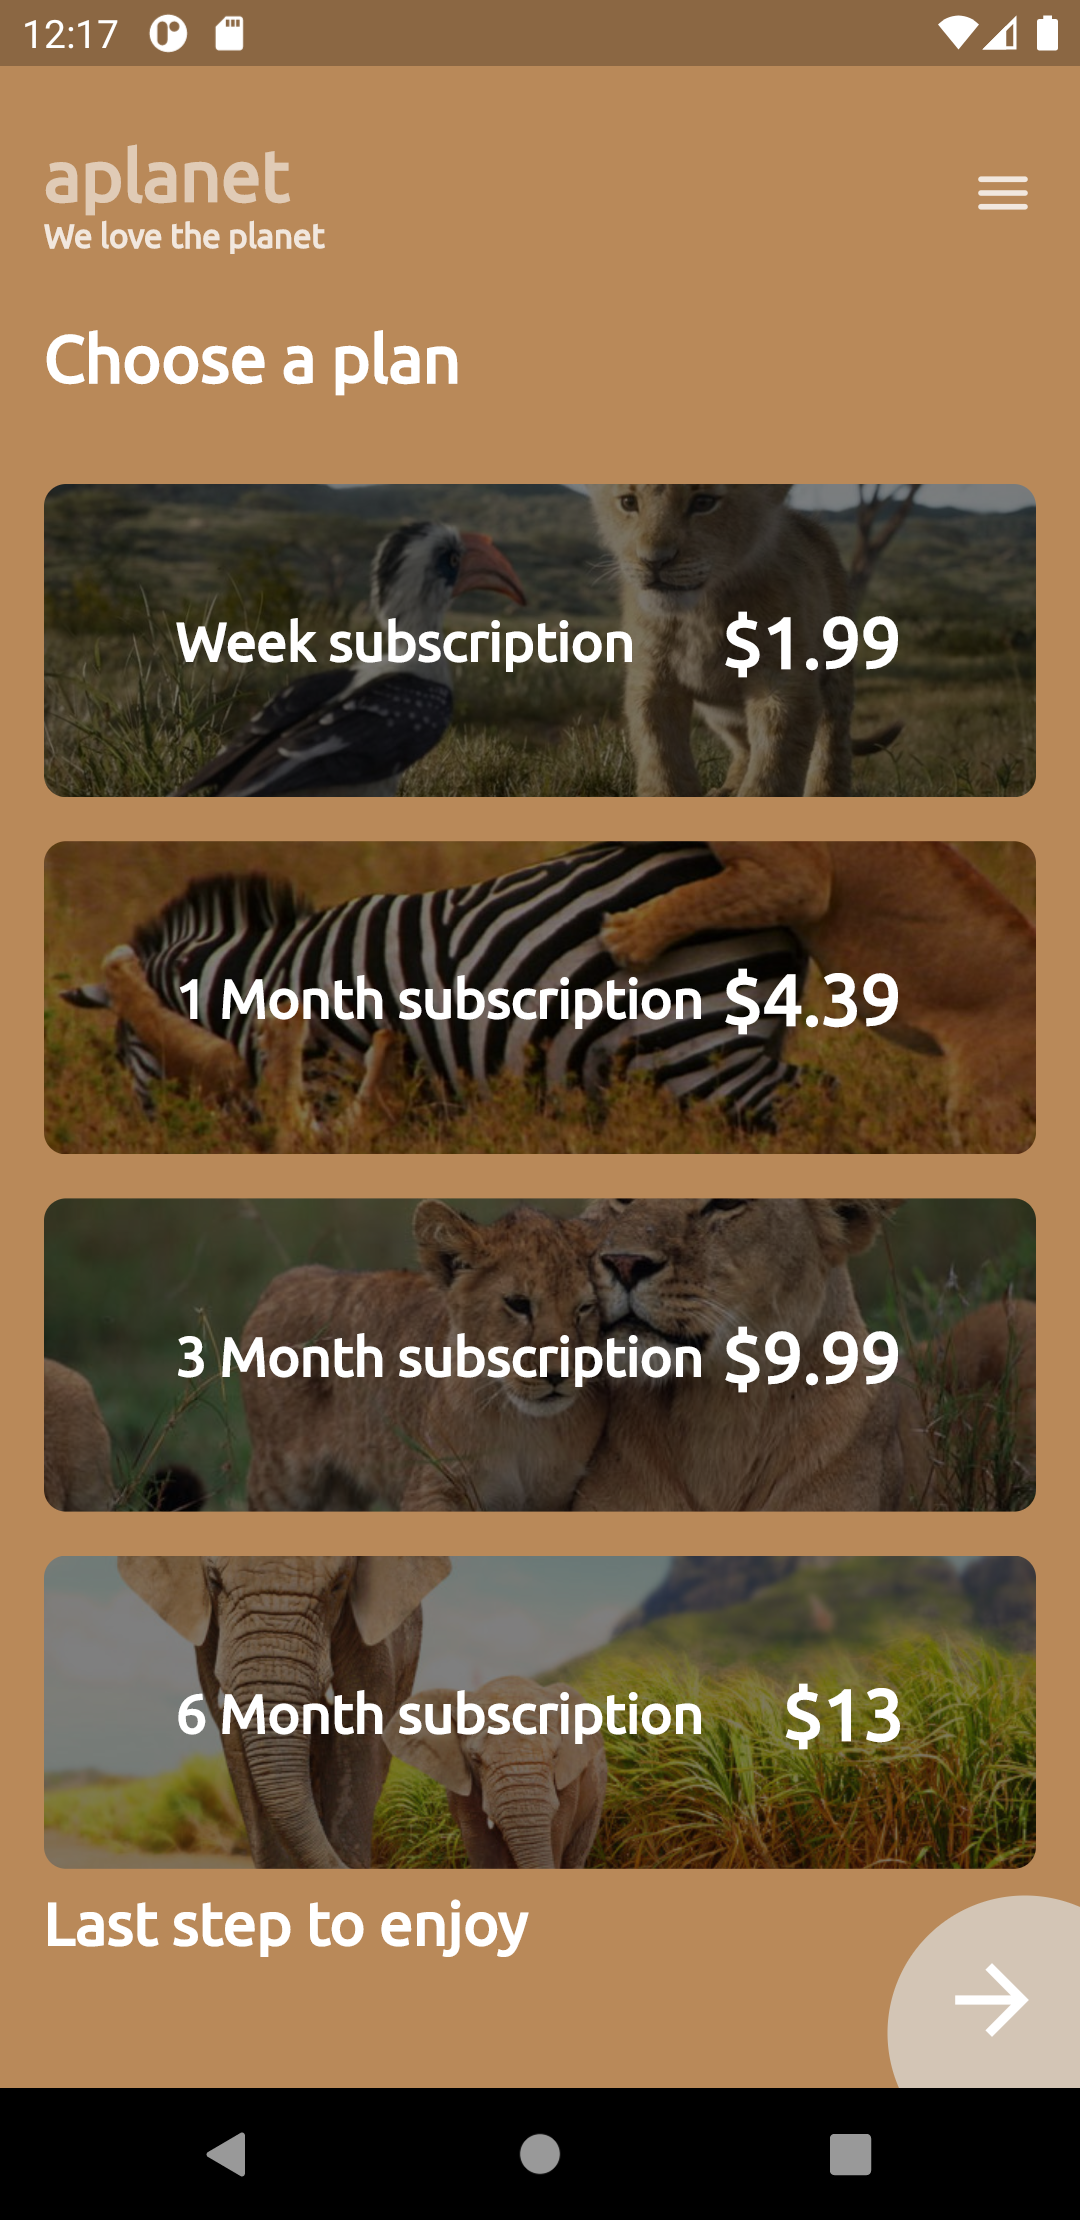 12:17
aplanet
We love the planet
Choose a plan
Week subscription $1.99
1 Month subscription $4.39
3 Month subscription $9.99
6 Month subscription $13
Last step to enjoy